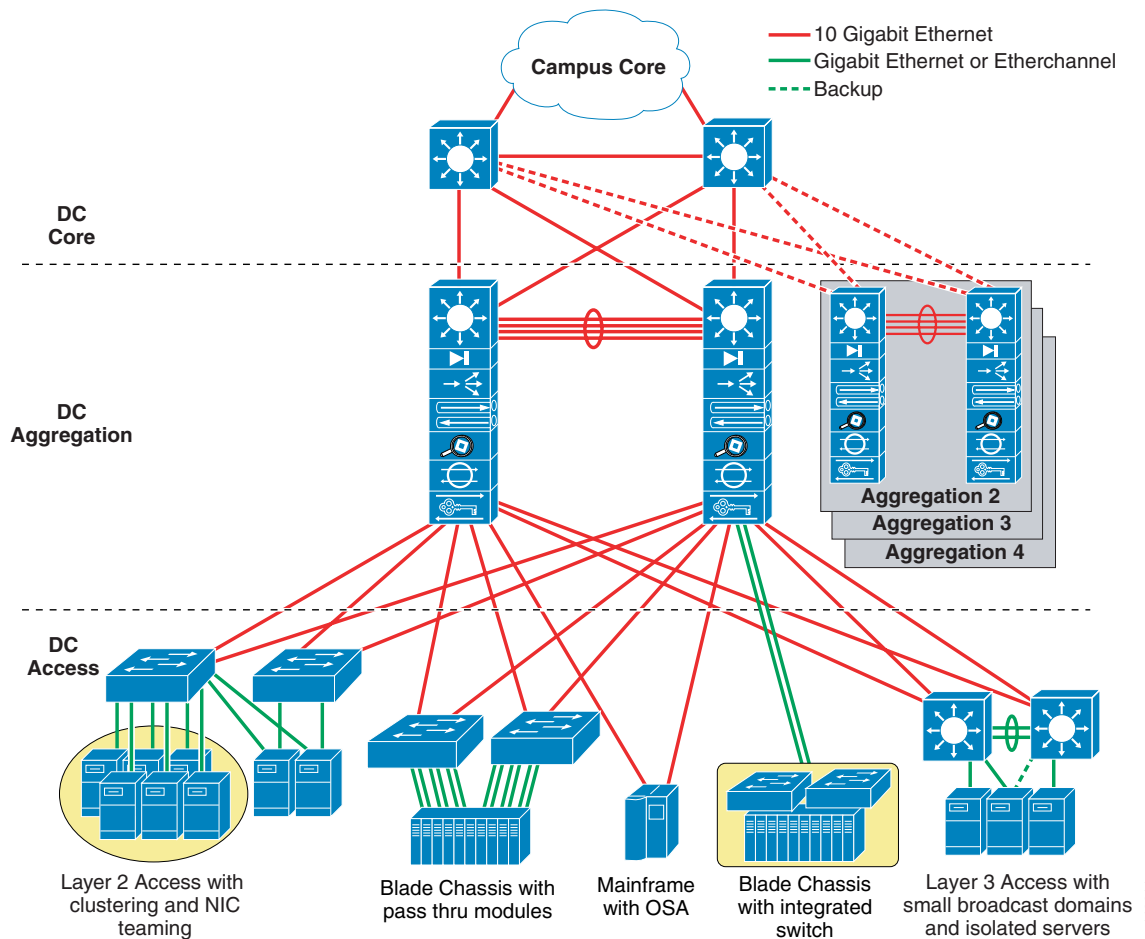 Campus Core
10 Gigabit Ethernet
Gigabit Ethernet or Etherchannel
Backup
DC
Core
DC
Aggregation
Aggregation 2
Aggregation 3
Aggregation 4
DC
Access
Layer 2 Access with
clustering and NIC
teaming
Blade Chassis with
pass thru modules
Mainframe
with OSA
Blade Chassis
with integrated
switch
Layer 3 Access with
small broadcast domains
and isolated servers